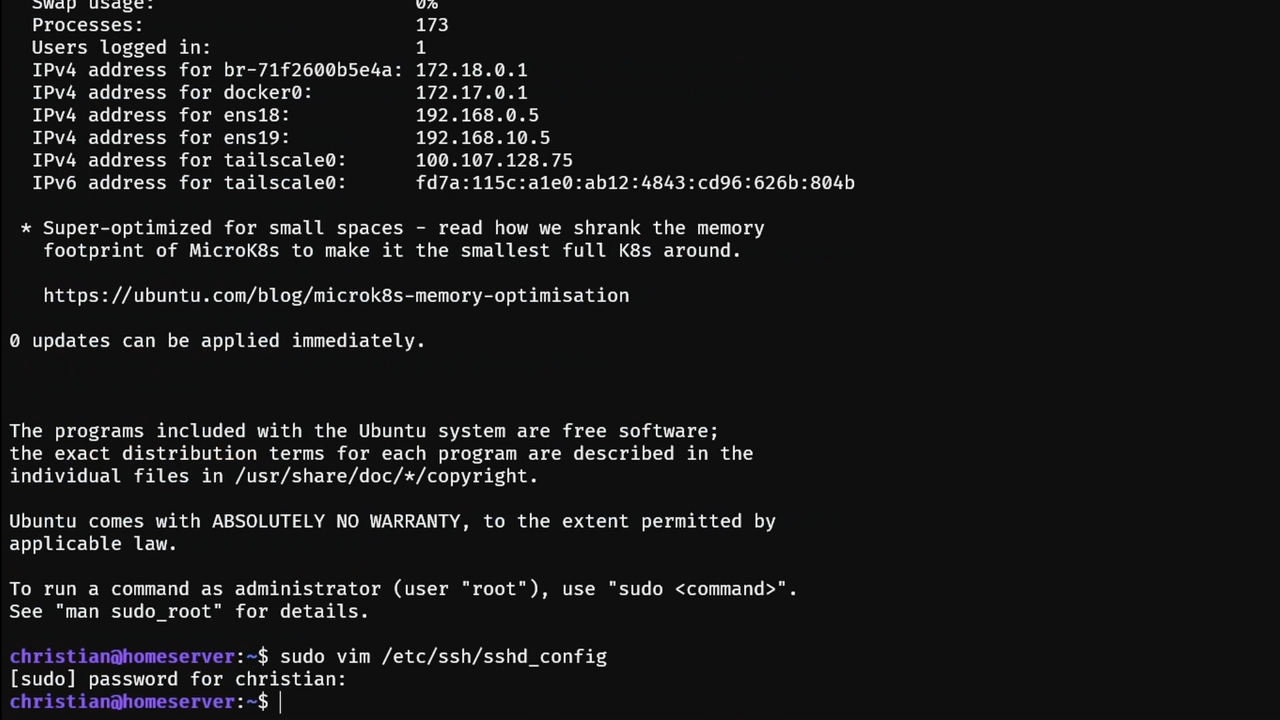 Swap usage: 0%
Processes: 173
Users logged in: 1
IPv4 address for br-71f2600b5e4a: 172.18.0.1
IPv4 address for docker0: 172.17.0.1
IPv4 address for ens18: 192.168.0.5
IPv4 address for ens19: 192.168.10.5
IPv4 address for tailscale0: 100.107.128.75
IPv6 address for tailscale0: fd7a:115c:a1e0:ab12:4843:cd96:626b:804b
* Super-optimized for small spaces - read how we shrank the memory
footprint of MicroK8s to make it the smallest full K8s around.
https://ubuntu.com/blog/microk8s-memory-optimisation
0 updates can be applied immediately.
The programs included with the Ubuntu system are free software;
the exact distribution terms for each program are described in the
individual files in /usr/share/doc/*/copyright.
Ubuntu comes with ABSOLUTELY NO WARRANTY, to the extent permitted by
applicable law.
To run a command as administrator (user "root"), use "sudo <command>".
See "man sudo_root" for details.
christian@homeserver:~$ sudo vim /etc/ssh/sshd_config
[sudo] password for christian:
christian@homeserver:~$